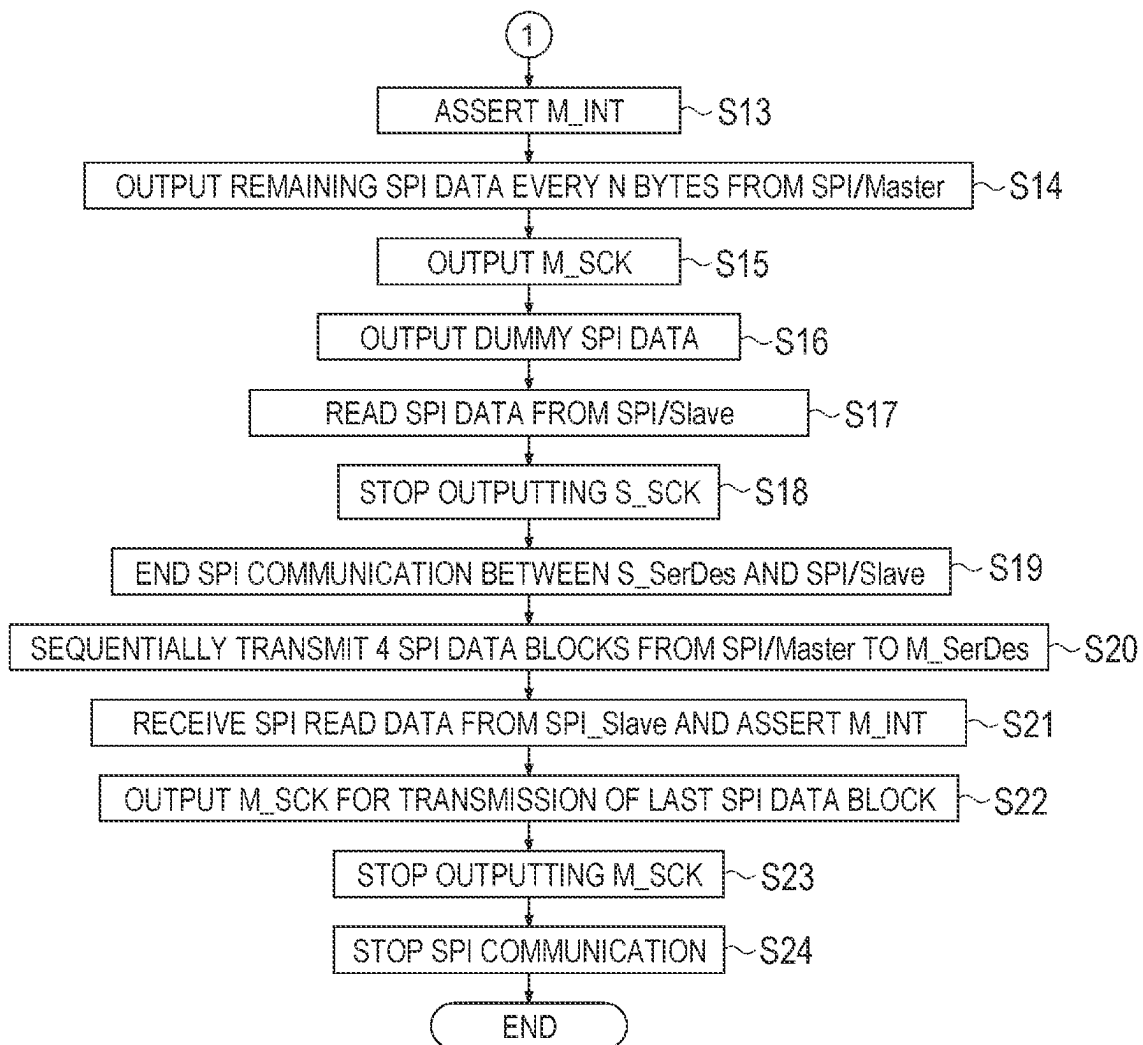 1
ASSERT M_INT S13
OUTPUT REMAINING SPI DATA EVERY N BYTES FROM SPI/Master S14
OUTPUT M_SCK S15
OUTPUT DUMMY SPI DATA S16
READ SPI DATA FROM SPI/Slave S17
STOP OUTPUTTING S_SCK S18
END SPI COMMUNICATION BETWEEN S_SerDes AND SPI/Slave S19
SEQUENTIALLY TRANSMIT 4 SPI DATA BLOCKS FROM SPI/Master TO M_SerDes S20
RECEIVE SPI READ DATA FROM SPI_Slave AND ASSERT M_INT S21
OUTPUT M_SCK FOR TRANSMISSION OF LAST SPI DATA BLOCK S22
STOP OUTPUTTING M_SCK S23
STOP SPI COMMUNICATION S24
END